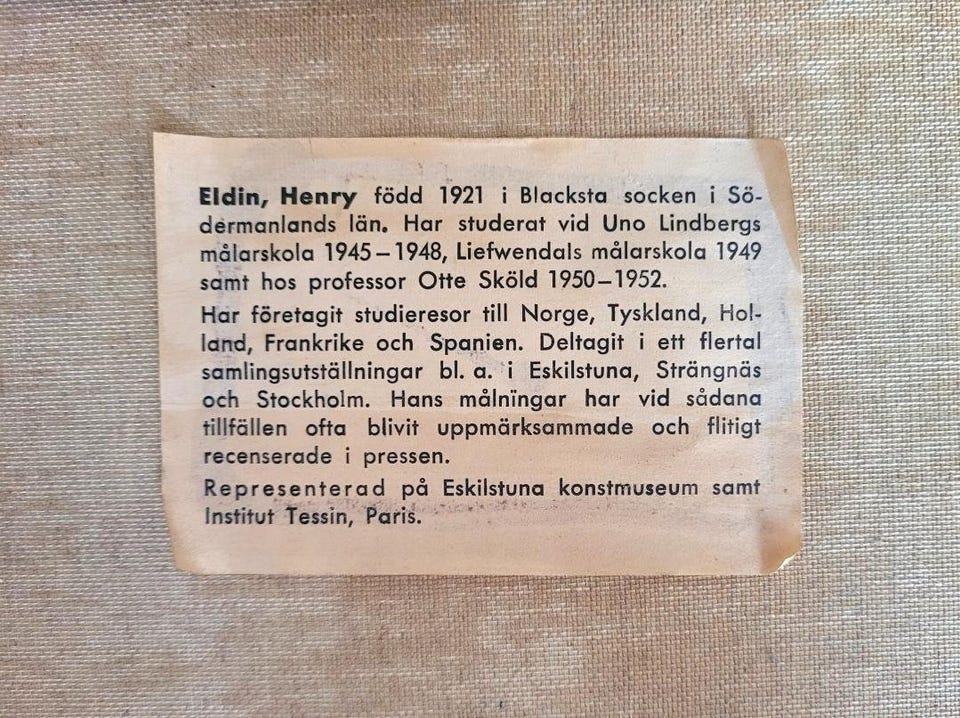 Eldin, Henry född 1921 i Blacksta socken i Sö-
dermanlands län. Har studerat vid Uno Lindbergs
målarskola 1945–1948, Liefwendals målarskola 1949
samt hos professor Otte Sköld 1950–1952.
Har företagit studieresor till Norge, Tyskland, Hol-
land, Frankrike och Spanien. Deltagit i ett flertal
samlingsutställningar bl. a. i Eskilstuna, Strängnäs
och Stockholm. Hans målningar har vid sådana
tillfällen ofta blivit uppmärksammade och flitigt
recenserade i pressen.
Representerad på Eskilstuna konstmuseum samt
Institut Tessin, Paris.